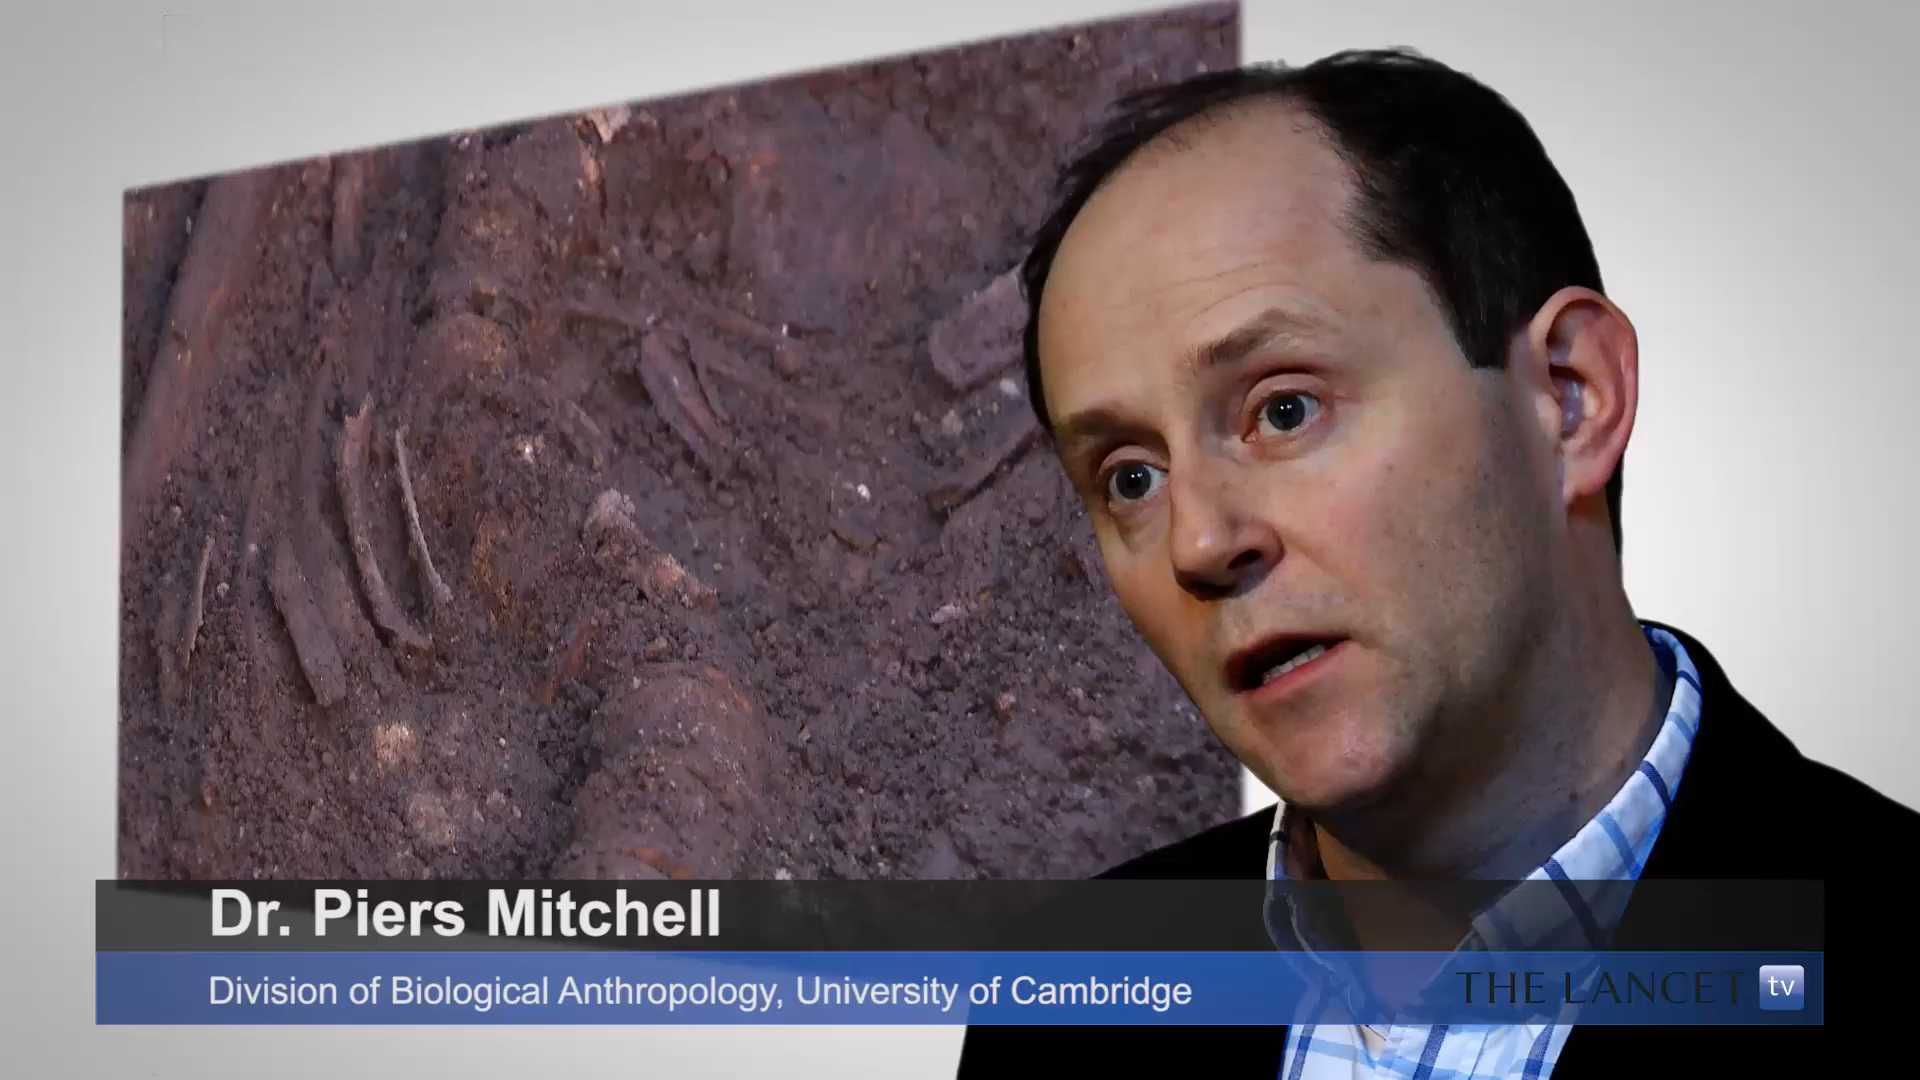 Dr. Piers Mitchell
Division of Biological Anthropology, University of Cambridge
THE LANCET tv